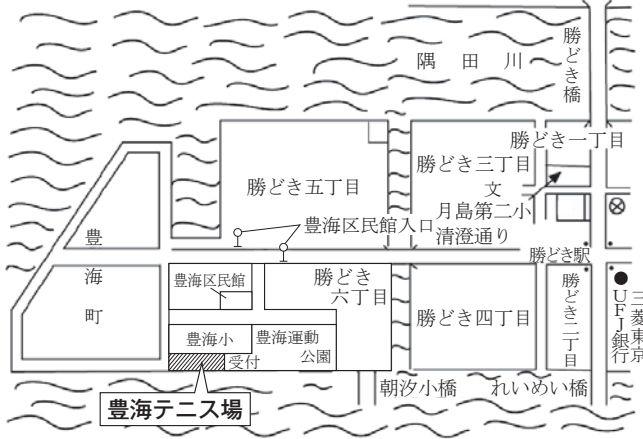 隅田川
勝どき橋
勝どき一丁目
勝どき三丁目
文
月島第二小
勝どき五丁目
豊海区民館入口
清澄通り
勝どき駅
豊海町
豊海区民館
勝どき
六丁目
勝どき四丁目
勝どき二丁目
三菱東京
UFJ銀行
豊海小
豊海運動
公園
受付
豊海テニス場
朝汐小橋
れいめい橋